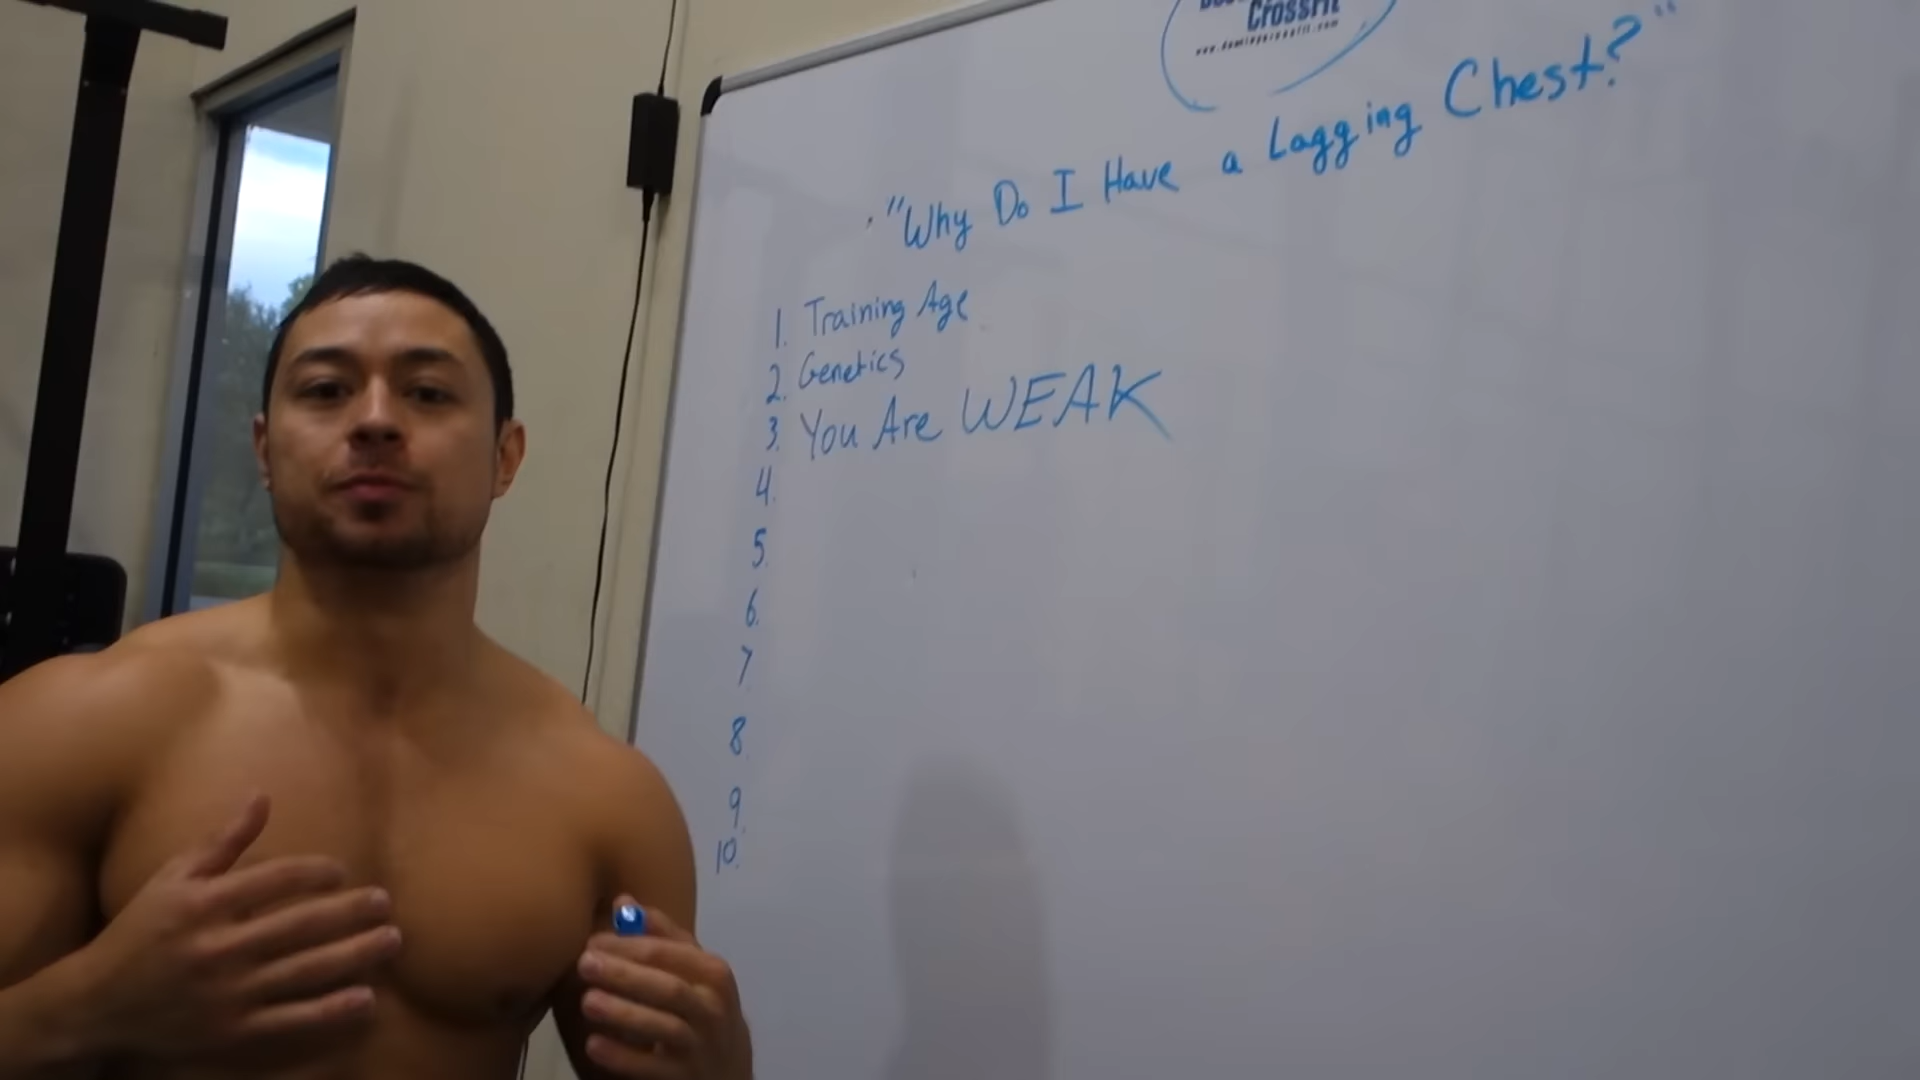 CrossFit
"Why Do I Have a Lagging Chest?"
1. Training Age
2. Genetics
3. You Are WEAK
4.
5.
6.
7
8.
9.
10.